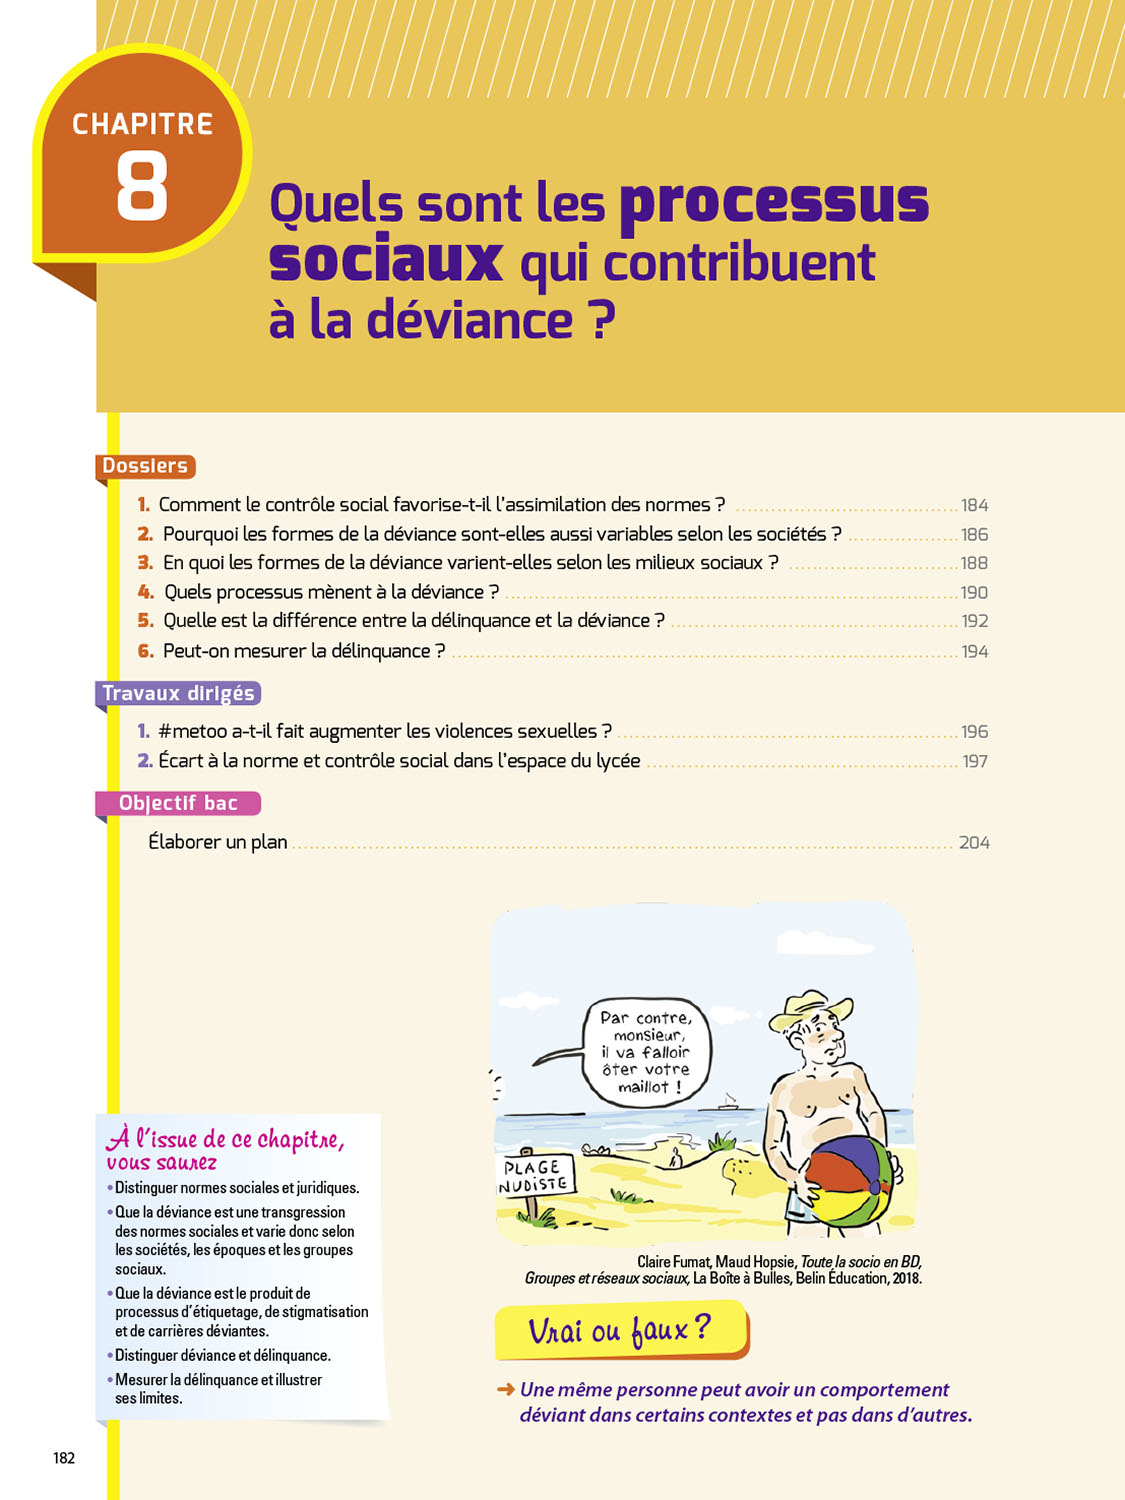 CHAPITRE
8
Quels sont les processus
sociaux qui contribuent
à la déviance ?
Dossiers
1. Comment le contrôle social favorise-t-il l'assimilation des normes ? 184
2. Pourquoi les formes de la déviance sont-elles aussi variables selon les sociétés ? 186
3. En quoi les formes de la déviance varient-elles selon les milieux sociaux ? 188
4. Quels processus mènent à la déviance ? 190
5. Quelle est la différence entre la délinquance et la déviance ? 192
6. Peut-on mesurer la délinquance ? 194
Travaux dirigés
1. #metoo a-t-il fait augmenter les violences sexuelles ? 196
2. Écart à la norme et contrôle social dans l'espace du lycée 197
Objectif bac
Élaborer un plan 204
Par contre,
monsieur,
il va falloir
ôter votre
maillot !
PLAGE
NUDISTE
Claire Fumat, Maud Hopsie, Toute la socio en BD,
Groupes et réseaux sociaux, La Boîte à Bulles, Belin Éducation, 2018.
À l'issue de ce chapitre,
vous saurez
• Distinguer normes sociales et juridiques.
• Que la déviance est une transgression
des normes sociales et varie donc selon
les sociétés, les époques et les groupes
sociaux.
• Que la déviance est le produit de
processus d'étiquetage, de stigmatisation
et de carrières déviantes.
• Distinguer déviance et délinquance.
• Mesurer la délinquance et illustrer
ses limites.
Vrai ou faux ?
➜ Une même personne peut avoir un comportement
déviant dans certains contextes et pas dans d'autres.
182